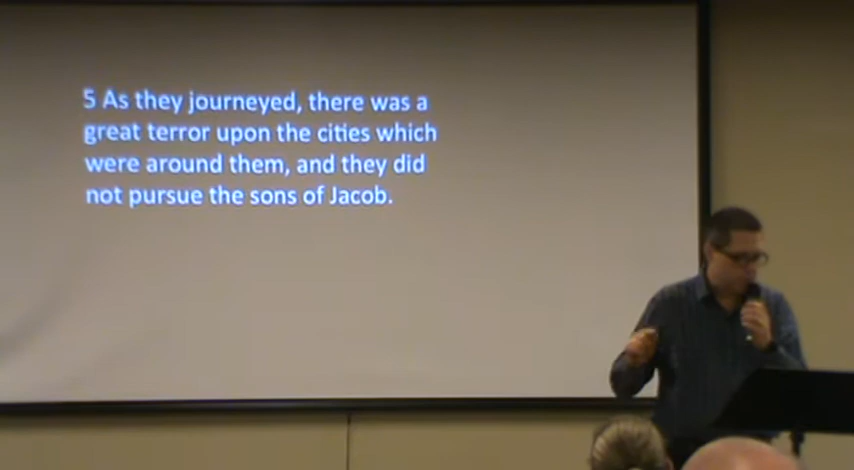 5 As they journeyed, there was a
great terror upon the cities which
were around them, and they did
not pursue the sons of Jacob.